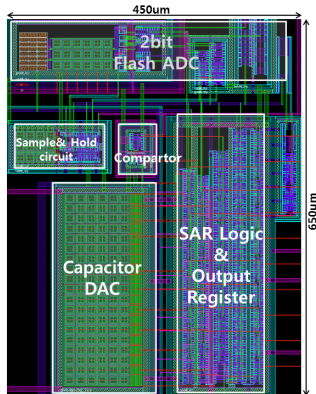 450um
2bit
Flash ADC
Sample& Hold
circuit
Compartor
650um
SAR Logic
&
Output
Register
Capacitor
DAC